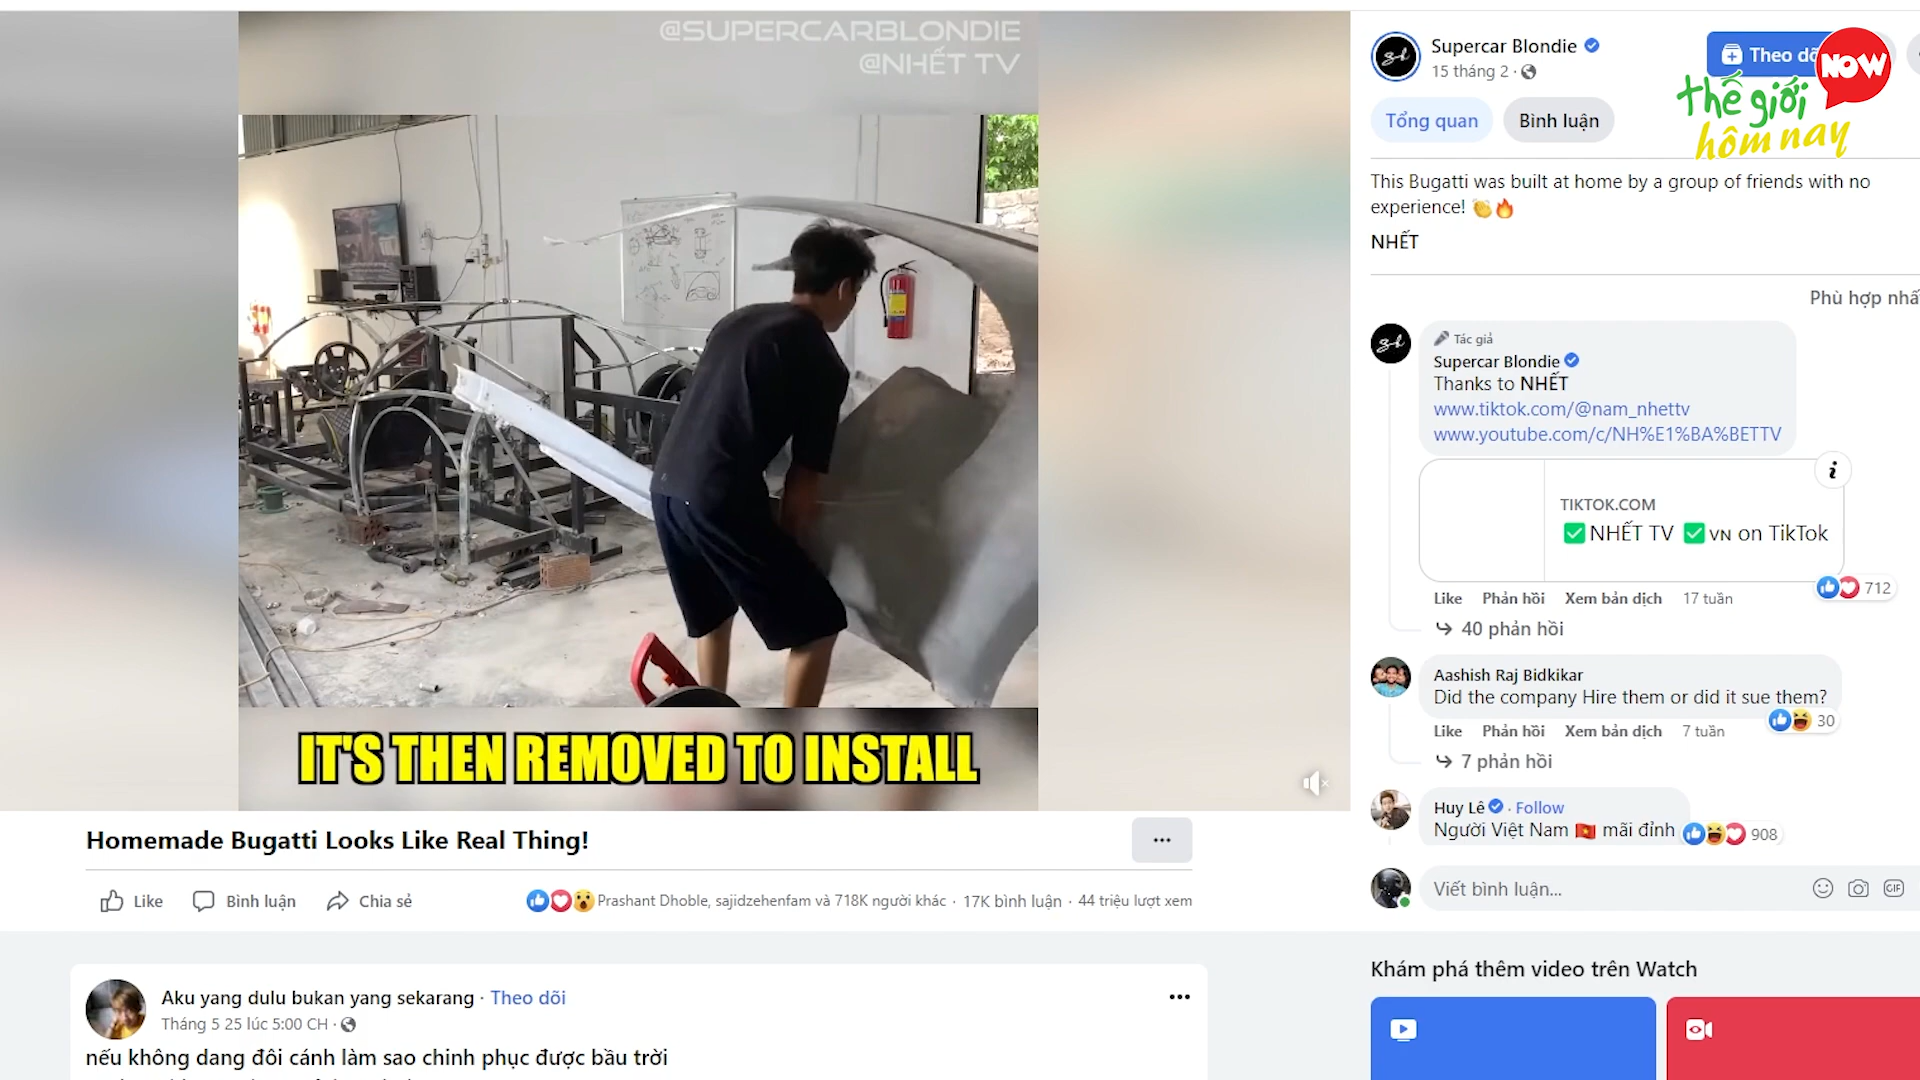 @SUPERCARBLONDIE
@NHẾT TV
IT'S THEN REMOVED TO INSTALL
Homemade Bugatti Looks Like Real Thing!
Like
Bình luận
Chia sẻ
Prashant Dhoble, sajidzehenfam và 718K người khác · 17K bình luận · 44 triệu lượt xem
Aku yang dulu bukan yang sekarang · Theo dõi
Tháng 5 25 lúc 5:00 CH ·
nếu không dang đôi cánh làm sao chinh phục được bầu trời
Supercar Blondie
15 tháng 2 ·
Theo dõ
NOW
thế giới
hôm nay
Tổng quan
Bình luận
This Bugatti was built at home by a group of friends with no
experience! 👏🔥
NHẾT
Phù hợp nhấ
Tác giả
Supercar Blondie
Thanks to NHẾT
www.tiktok.com/@nam_nhettv
www.youtube.com/c/NH%E1%BA%BETTV
TIKTOK.COM
✅NHẾT TV ✅VN on TikTok
712
Like Phản hồi Xem bản dịch 17 tuần
40 phản hồi
Aashish Raj Bidkikar
Did the company Hire them or did it sue them?
30
Like Phản hồi Xem bản dịch 7 tuần
7 phản hồi
Huy Lê · Follow
Người Việt Nam 🇻🇳 mãi đỉnh
908
Viết bình luận...
GIF
Khám phá thêm video trên Watch